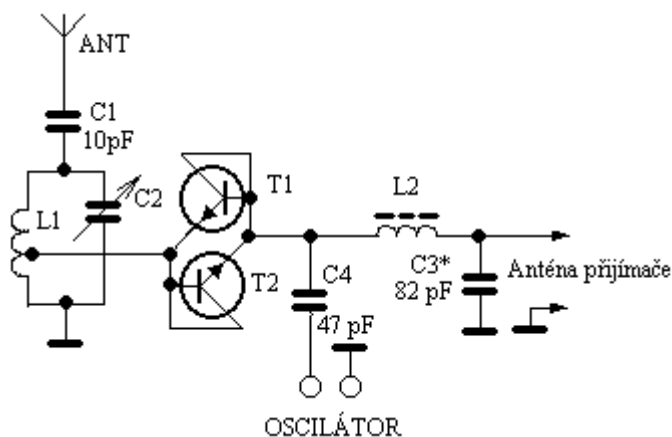 ANT
C1
10pF
C2
L1
T1
T2
L2
C4
47 pF
C3*
82 pF
Anténa přijímače
OSCILÁTOR